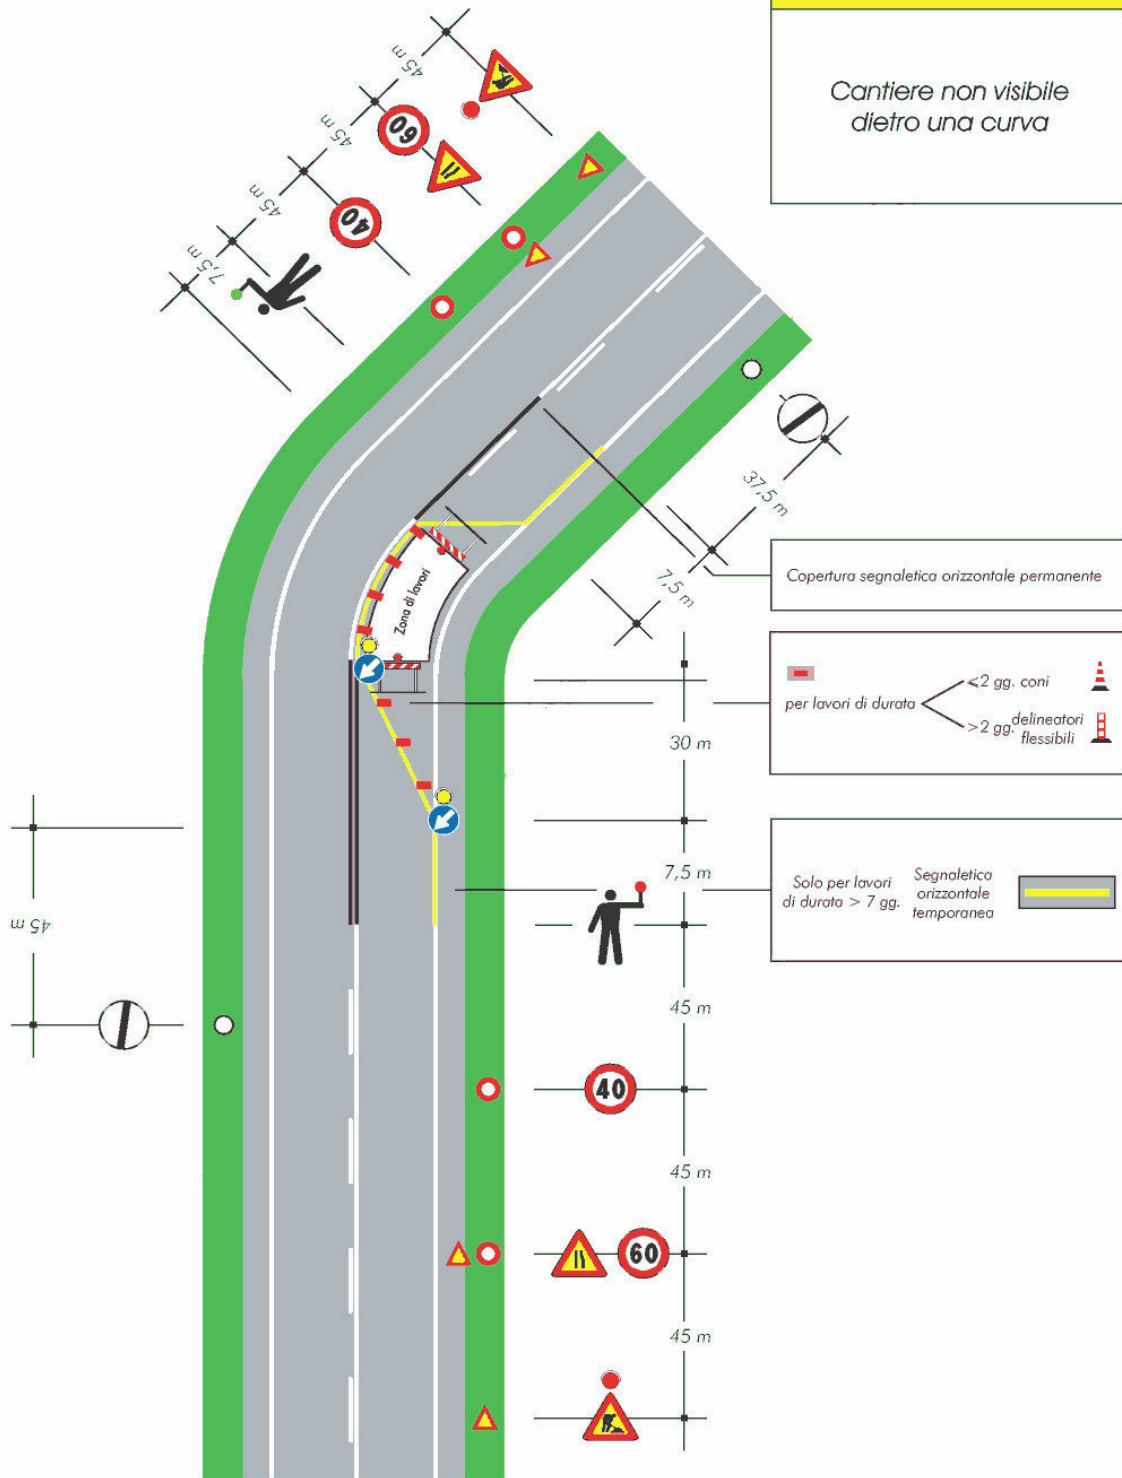 Cantiere non visibile
dietro una curva
45 m
45 m
60
45 m
40
7,5 m
37,5 m
Copertura segnaletica orizzontale permanente
7,5 m
Zona di lavori
per lavori di durata
<2 gg. coni
>2 gg. delineatori
flessibili
30 m
7,5 m
Solo per lavori
di durata > 7 gg.
Segnaletica
orizzontale
temporanea
45 m
45 m
40
45 m
60
45 m